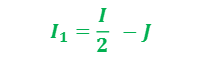 I₁ = I/2 − J